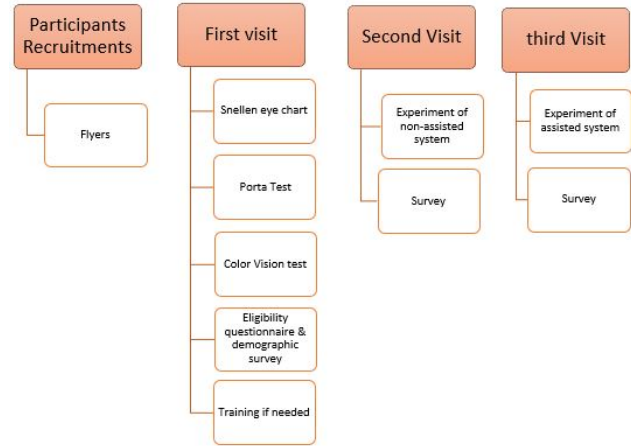 Participants
Recruitments
Flyers
First visit
Snellen eye chart
Porta Test
Color Vision test
Eligibility
questionnaire &
demographic
survey
Training if needed
Second Visit
Experiment of
non-assisted
system
Survey
third Visit
Experiment of
assisted system
Survey